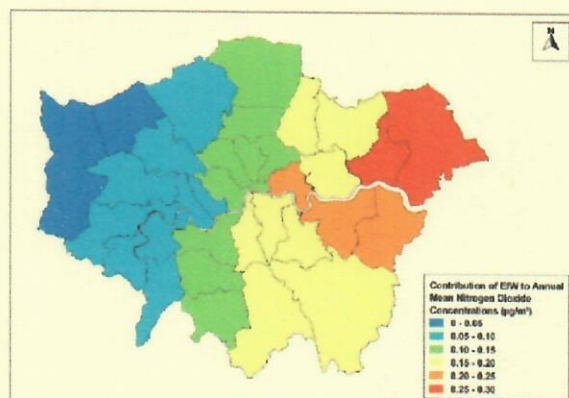 N
Contribution of EfW to Annual
Mean Nitrogen Dioxide
Concentrations (µg/m³)
0 - 0.05
0.05 - 0.10
0.10 - 0.15
0.15 - 0.20
0.20 - 0.25
0.25 - 0.30